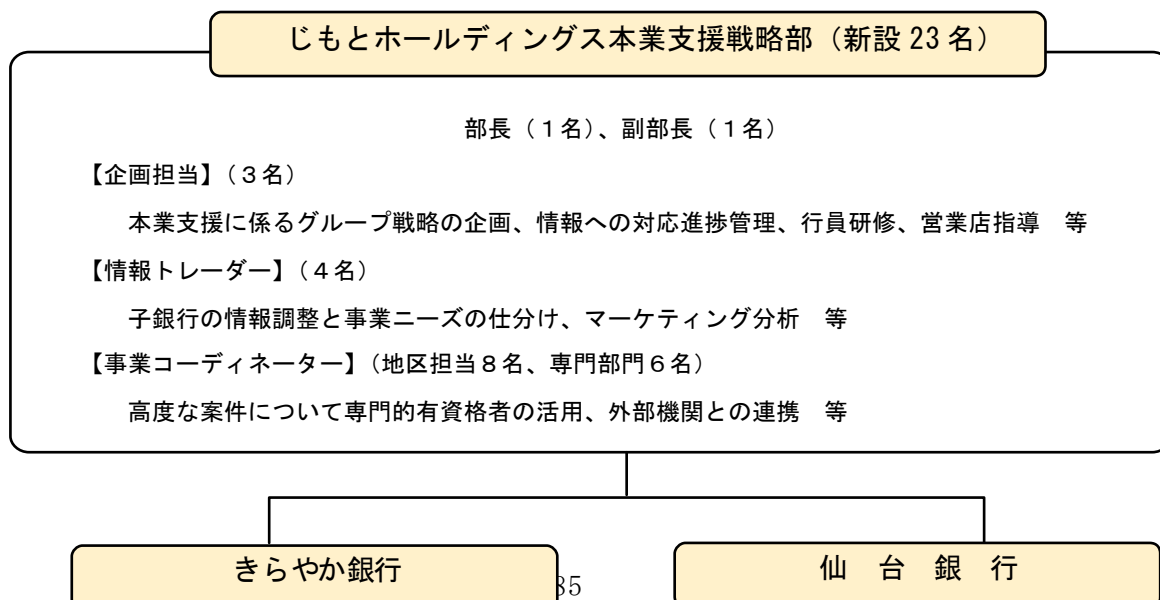 じもとホールディングス本業支援戦略部（新設 23 名）
部長（１名）、副部長（１名）
【企画担当】（３名）
本業支援に係るグループ戦略の企画、情報への対応進捗管理、行員研修、営業店指導　等
【情報トレーダー】（４名）
子銀行の情報調整と事業ニーズの仕分け、マーケティング分析　等
【事業コーディネーター】（地区担当８名、専門部門６名）
高度な案件について専門的有資格者の活用、外部機関との連携　等
きらやか銀行
仙　台　銀　行